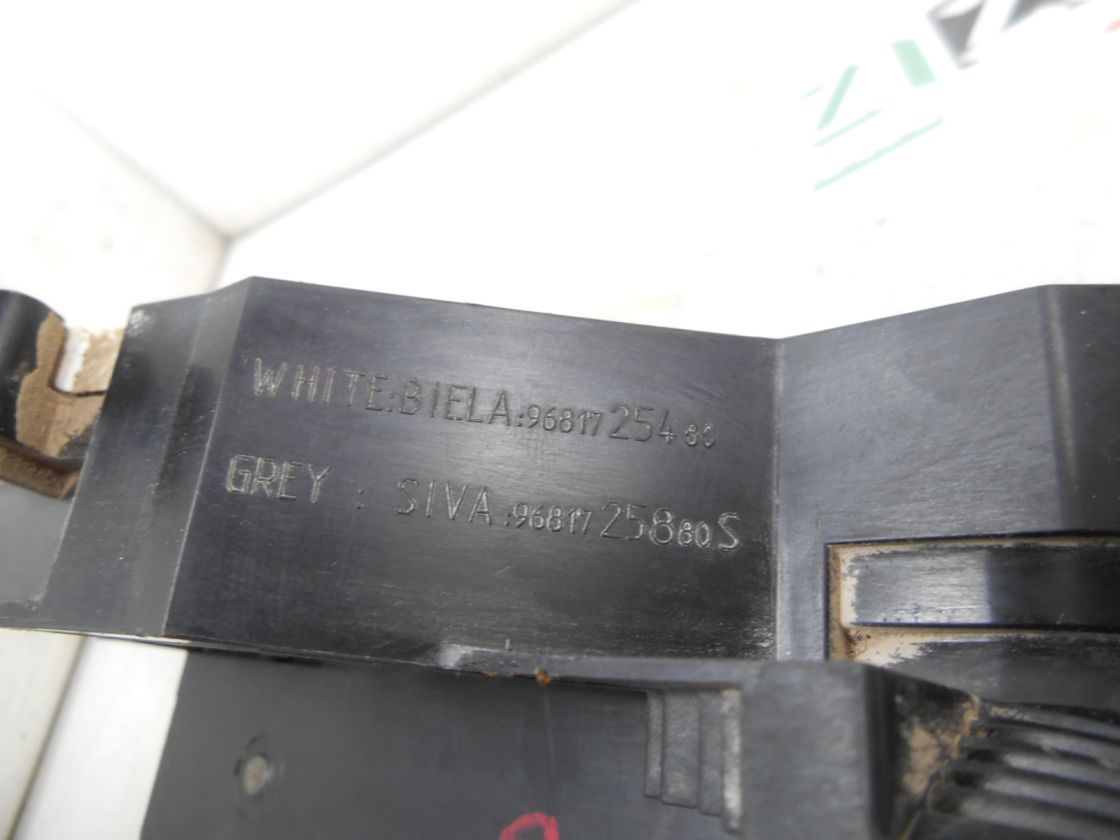 WHITE:BIELA:9681725480
GREY : SIVA:9681725880S